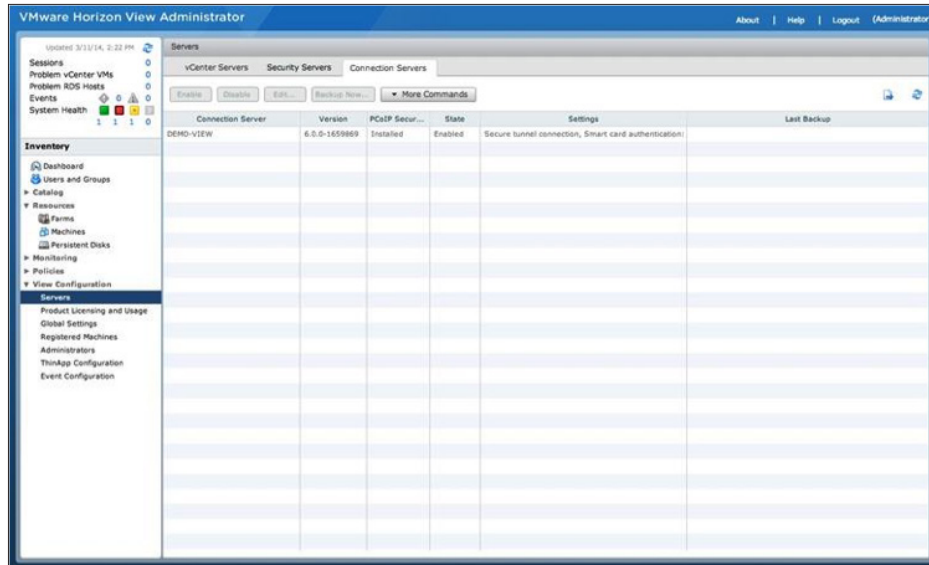 VMware Horizon View Administrator
About | Help | Logout (Administrator
Updated 3/11/14, 2:22 PM
Sessions 0
Problem vCenter VMs 0
Problem RDS Hosts 0
Events 0 0
System Health
1 1 1 0
Inventory
Dashboard
Users and Groups
Catalog
Resources
Farms
Machines
Persistent Disks
Monitoring
Policies
View Configuration
Servers
Product Licensing and Usage
Global Settings
Registered Machines
Administrators
ThinApp Configuration
Event Configuration
Servers
vCenter Servers Security Servers Connection Servers
Enable Disable Edit... Backup Now... More Commands
Connection Server Version PCoIP Secur... State Settings Last Backup
DEMO-VIEW 6.0.0-1659869 Installed Enabled Secure tunnel connection, Smart card authentication: